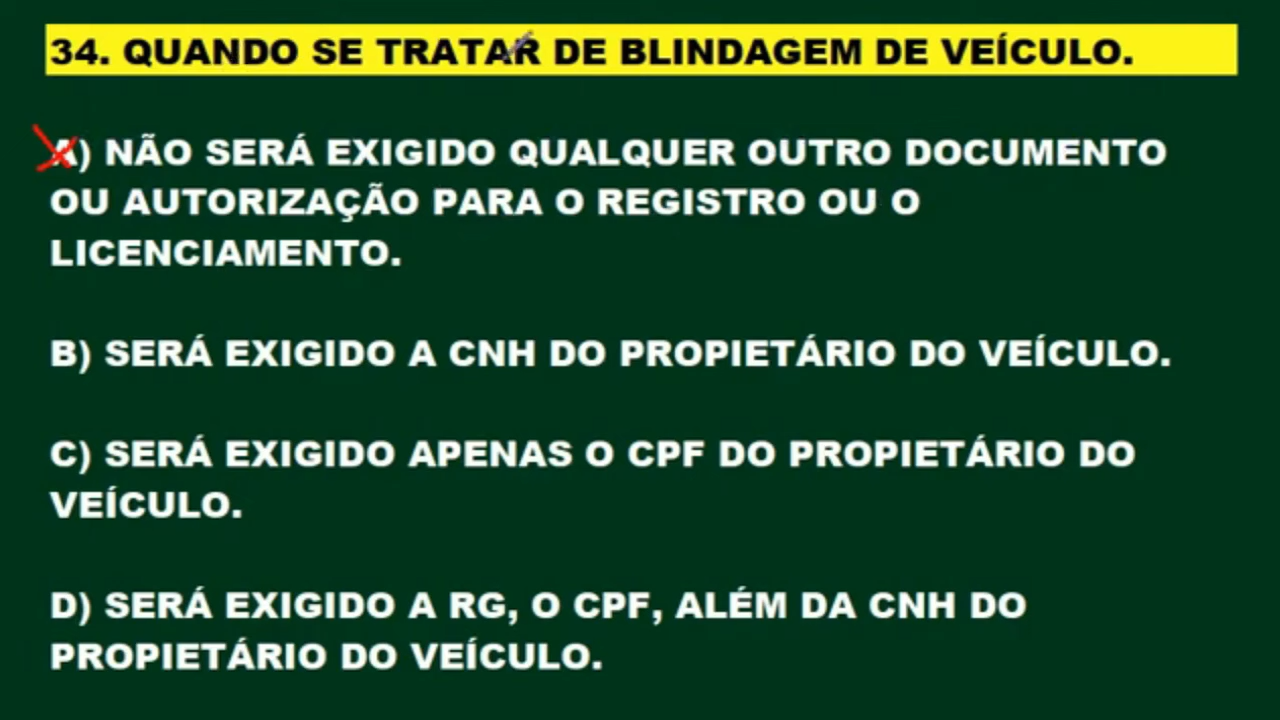 34. QUANDO SE TRATAR DE BLINDAGEM DE VEÍCULO.
A) NÃO SERÁ EXIGIDO QUALQUER OUTRO DOCUMENTO
OU AUTORIZAÇÃO PARA O REGISTRO OU O
LICENCIAMENTO.
B) SERÁ EXIGIDO A CNH DO PROPIETÁRIO DO VEÍCULO.
C) SERÁ EXIGIDO APENAS O CPF DO PROPIETÁRIO DO
VEÍCULO.
D) SERÁ EXIGIDO A RG, O CPF, ALÉM DA CNH DO
PROPIETÁRIO DO VEÍCULO.